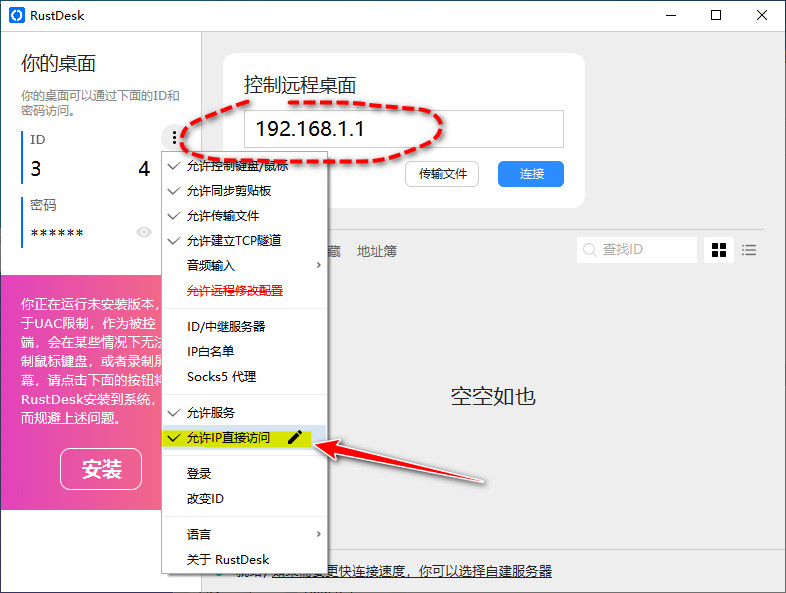 RustDesk
你的桌面
你的桌面可以通过下面的ID和
密码访问。
ID
3 4
密码
******
你正在运行未安装版本,
于UAC限制，作为被控
端，会在某些情况下无法
制鼠标键盘，或者录制屏
幕，请点击下面的按钮将
RustDesk安装到系统，
而规避上述问题。
安装
控制远程桌面
192.168.1.1
传输文件
连接
允许控制键盘/鼠标
允许同步剪贴板
允许传输文件
允许建立TCP隧道
音频输入
允许远程修改配置
ID/中继服务器
IP白名单
Socks5 代理
允许服务
允许IP直接访问
登录
改变ID
语言
关于 RustDesk
藏 地址簿
查找ID
空空如也
就绪, 如果需要更快连接速度，你可以选择自建服务器